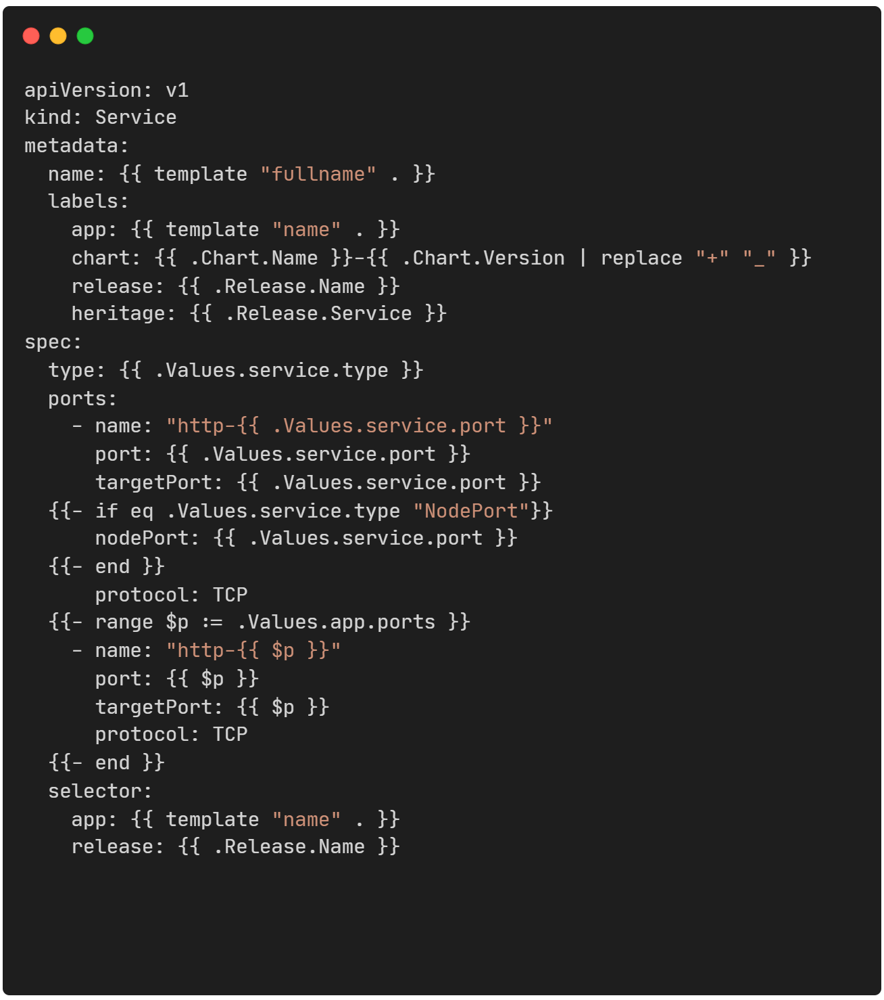 apiVersion: v1
kind: Service
metadata:
  name: {{ template "fullname" . }}
  labels:
    app: {{ template "name" . }}
    chart: {{ .Chart.Name }}-{{ .Chart.Version | replace "+" "_" }}
    release: {{ .Release.Name }}
    heritage: {{ .Release.Service }}
spec:
  type: {{ .Values.service.type }}
  ports:
    - name: "http-{{ .Values.service.port }}"
      port: {{ .Values.service.port }}
      targetPort: {{ .Values.service.port }}
  {{- if eq .Values.service.type "NodePort"}}
      nodePort: {{ .Values.service.port }}
  {{- end }}
      protocol: TCP
  {{- range $p := .Values.app.ports }}
    - name: "http-{{ $p }}"
      port: {{ $p }}
      targetPort: {{ $p }}
      protocol: TCP
  {{- end }}
  selector:
    app: {{ template "name" . }}
    release: {{ .Release.Name }}